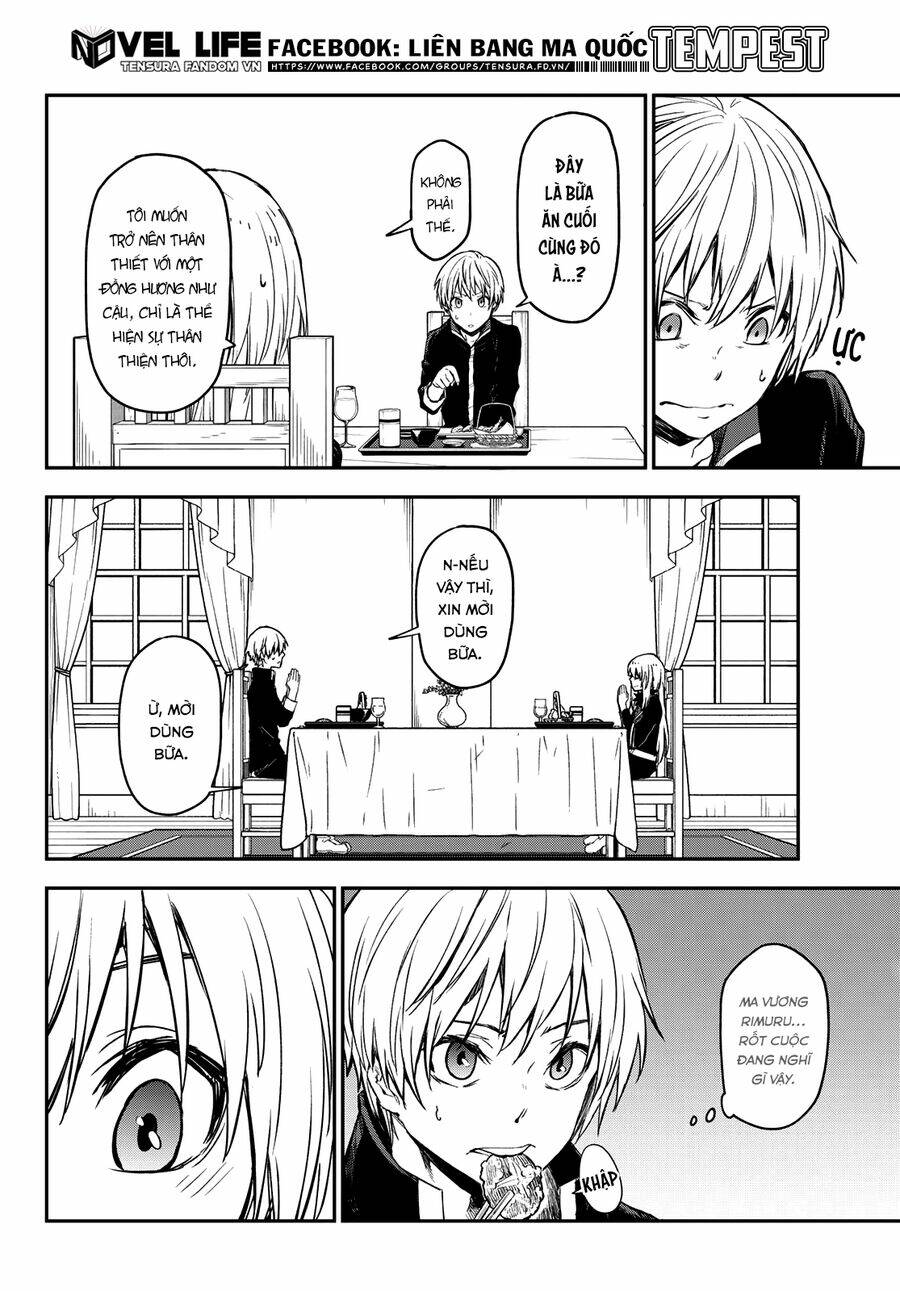 NOVEL LIFE
TENSURA FANDOM VN
FACEBOOK: LIÊN BANG MA QUỐC
HTTPS://WWW.FACEBOOK.COM/GROUPS/TENSURA.FD.VN/
TEMPEST
ỰC
ĐÂY
LÀ BỮA
ĂN CUỐI
CÙNG ĐÓ
À...?
KHÔNG
PHẢI
THẾ.
TÔI MUỐN
TRỞ NÊN THÂN
THIẾT VỚI MỘT
ĐỒNG HƯƠNG NHƯ
CẬU, CHỈ LÀ THỂ
HIỆN SỰ THÂN
THIỆN THÔI.
N-NẾU
VẬY THÌ,
XIN MỜI
DÙNG
BỮA.
Ừ, MỜI
DÙNG
BỮA.
MA VƯƠNG
RIMURU...
RỐT CUỘC
ĐANG NGHĨ
GÌ VẬY.
KHẬP